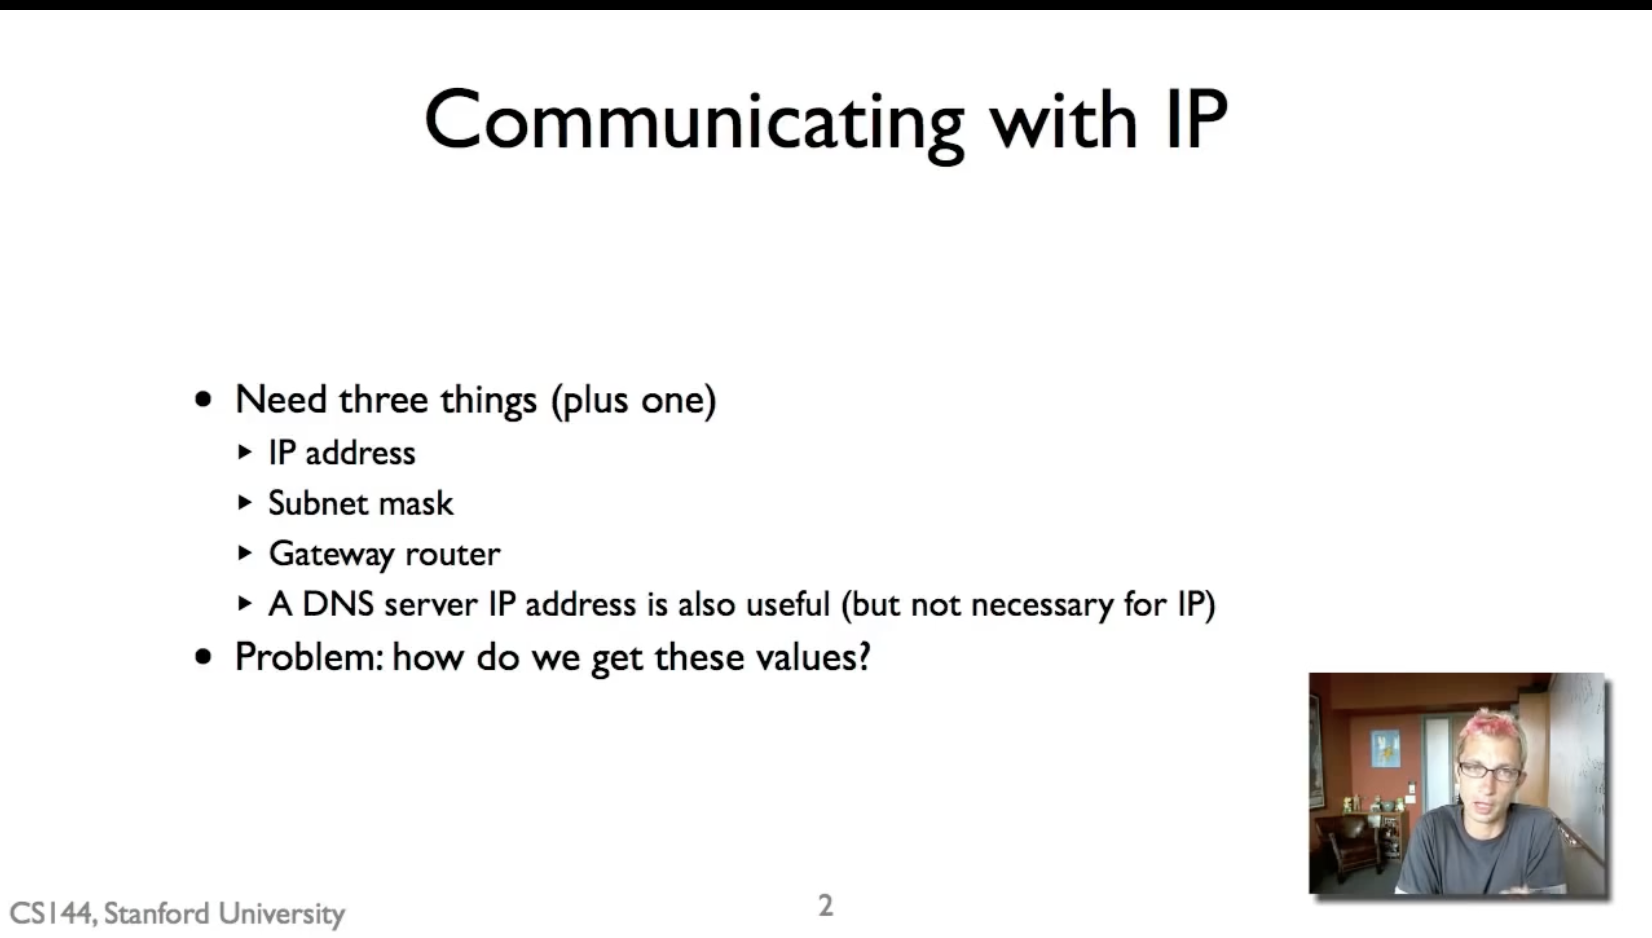 Communicating with IP
• Need three things (plus one)
▸ IP address
▸ Subnet mask
▸ Gateway router
▸ A DNS server IP address is also useful (but not necessary for IP)
• Problem: how do we get these values?
CS144, Stanford University
2